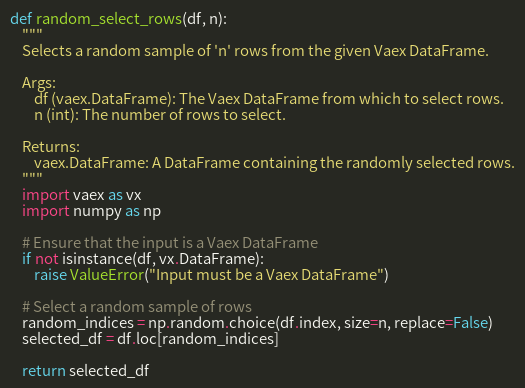 def random_select_rows(df, n):
    """
    Selects a random sample of 'n' rows from the given Vaex DataFrame.

    Args:
        df (vaex.DataFrame): The Vaex DataFrame from which to select rows.
        n (int): The number of rows to select.

    Returns:
        vaex.DataFrame: A DataFrame containing the randomly selected rows.
    """
    import vaex as vx
    import numpy as np

    # Ensure that the input is a Vaex DataFrame
    if not isinstance(df, vx.DataFrame):
        raise ValueError("Input must be a Vaex DataFrame")

    # Select a random sample of rows
    random_indices = np.random.choice(df.index, size=n, replace=False)
    selected_df = df.loc[random_indices]

    return selected_df